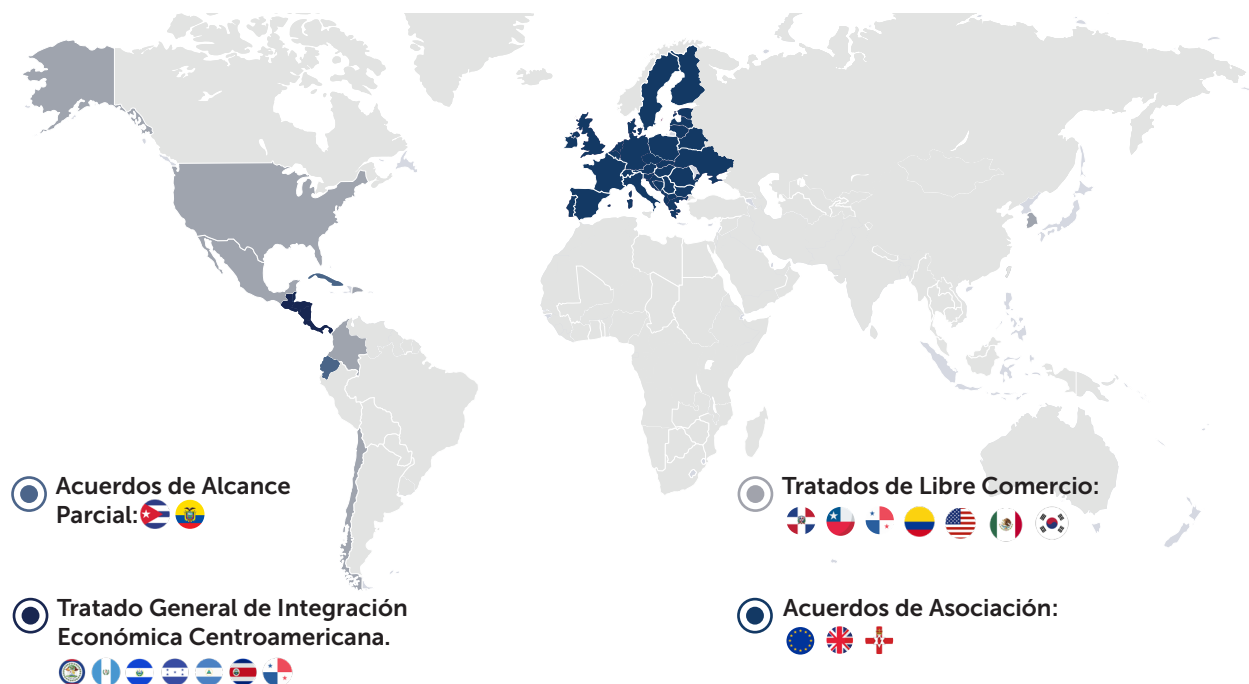 Acuerdos de Alcance
Parcial:
Tratados de Libre Comercio:
Tratado General de Integración
Económica Centroamericana.
Acuerdos de Asociación: